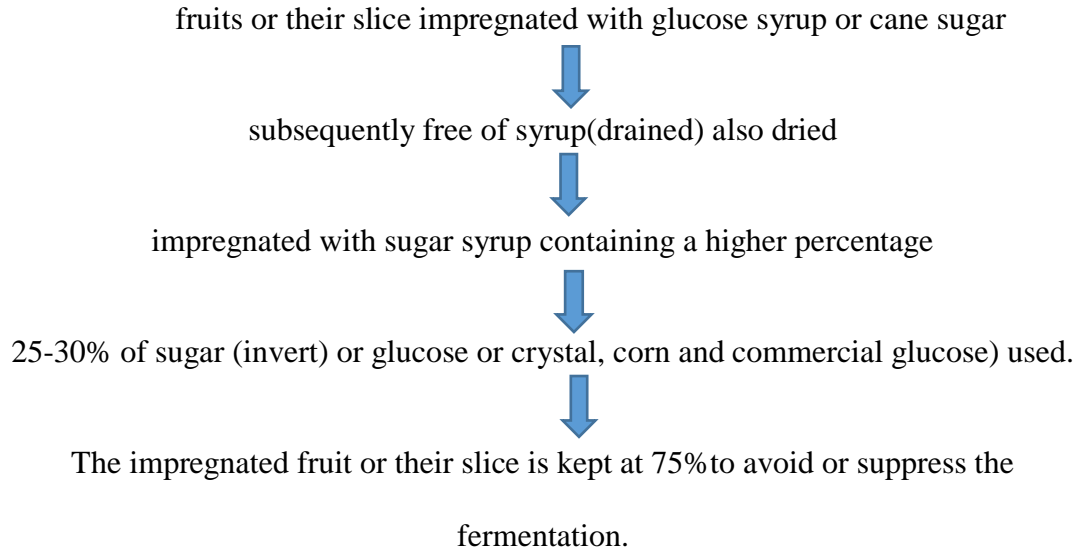 fruits or their slice impregnated with glucose syrup or cane sugar
subsequently free of syrup(drained) also dried
impregnated with sugar syrup containing a higher percentage
25-30% of sugar (invert) or glucose or crystal, corn and commercial glucose) used.
The impregnated fruit or their slice is kept at 75%to avoid or suppress the
fermentation.